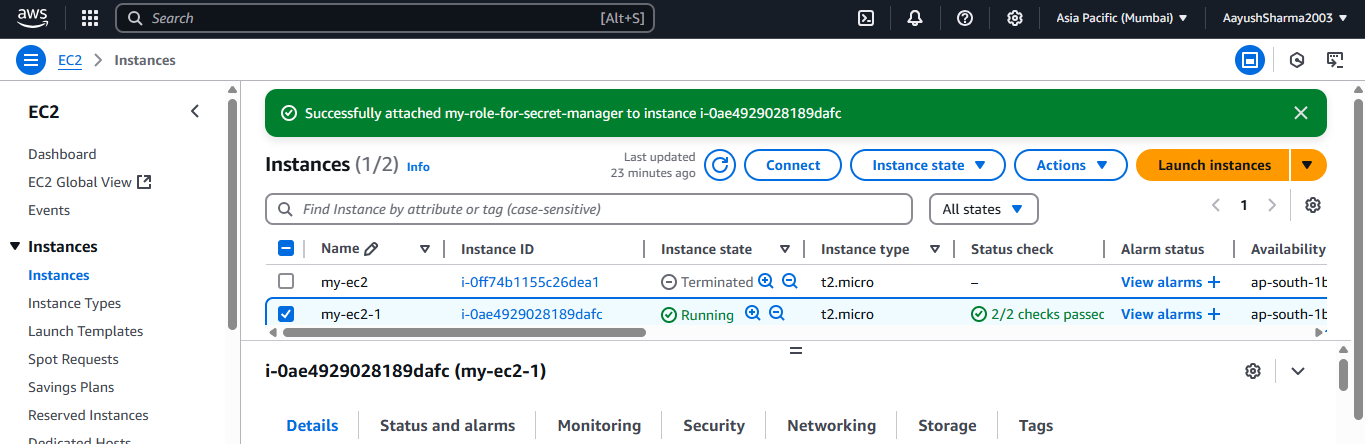 aws Search [Alt+S] Asia Pacific (Mumbai) AayushSharma2003
EC2 Instances
EC2
Dashboard
EC2 Global View
Events
Instances
Instances
Instance Types
Launch Templates
Spot Requests
Savings Plans
Reserved Instances
Dedicated Hosts
Successfully attached my-role-for-secret-manager to instance i-0ae4929028189dafc
Instances (1/2) Info
Last updated
23 minutes ago
Connect Instance state Actions Launch instances
Find Instance by attribute or tag (case-sensitive) All states 1
Name Instance ID Instance state Instance type Status check Alarm status Availability
my-ec2 i-0ff74b1155c26dea1 Terminated t2.micro – View alarms + ap-south-1b
my-ec2-1 i-0ae4929028189dafc Running t2.micro 2/2 checks passec View alarms + ap-south-1b
i-0ae4929028189dafc (my-ec2-1)
Details Status and alarms Monitoring Security Networking Storage Tags